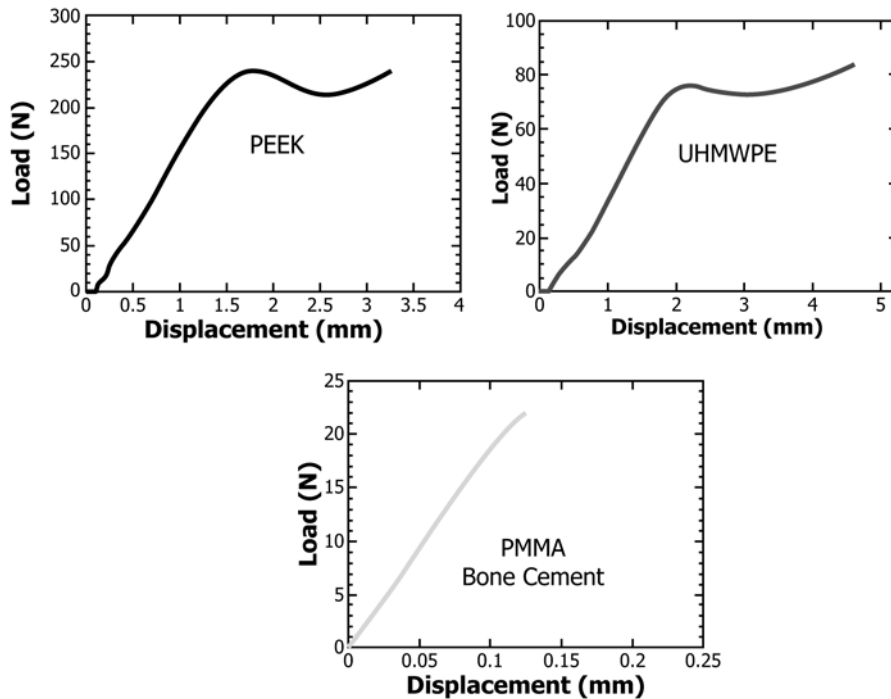 300
250
200
150
100
50
0
Load (N)
PEEK
0 0.5 1 1.5 2 2.5 3 3.5 4
Displacement (mm)
100
80
60
40
20
0
Load (N)
UHMWPE
0 1 2 3 4 5
Displacement (mm)
25
20
15
10
5
0
Load (N)
PMMA
Bone Cement
0 0.05 0.1 0.15 0.2 0.25
Displacement (mm)